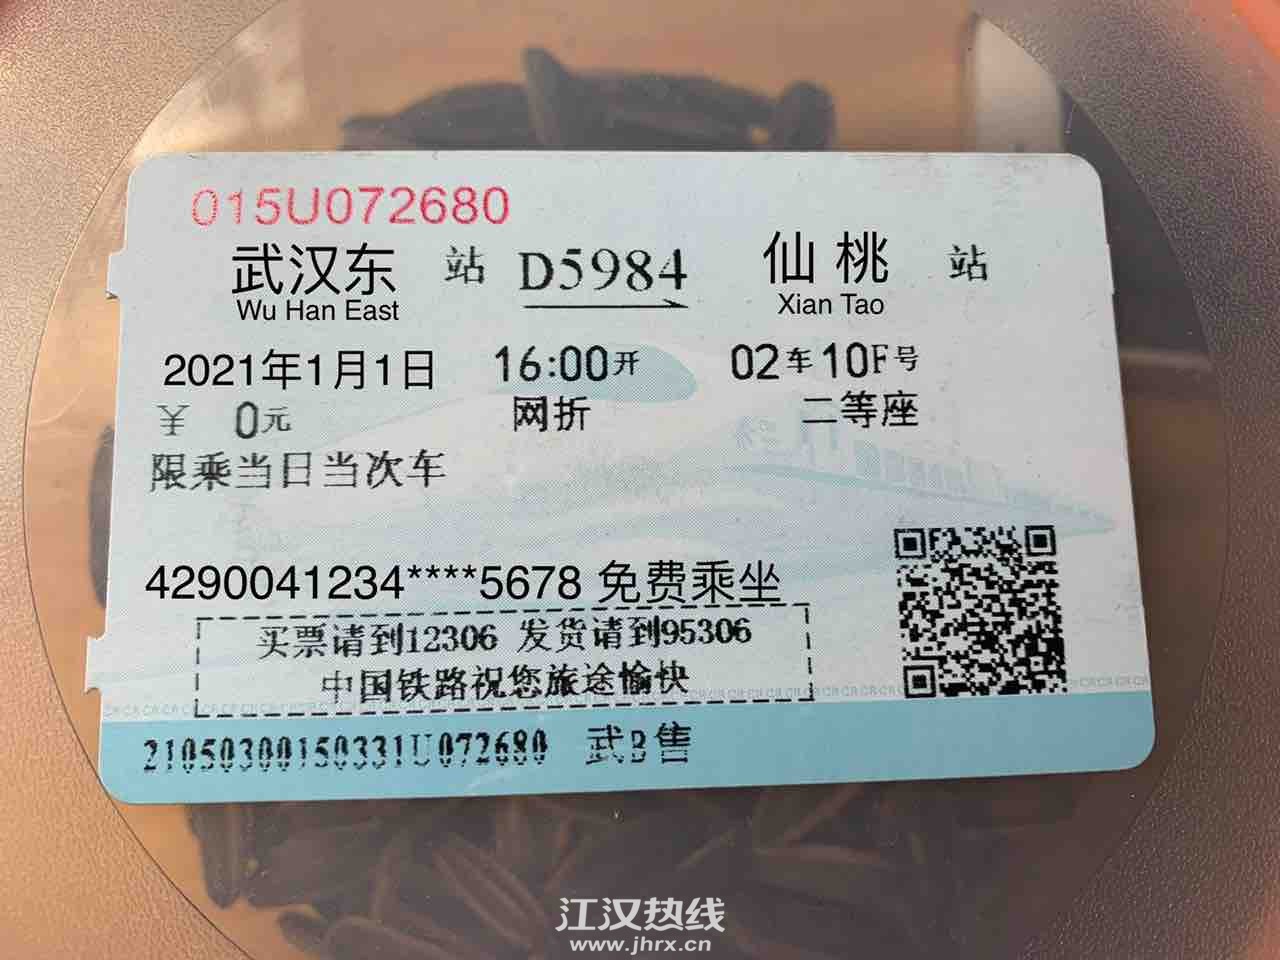 015U072680
武汉东 站 D5984 仙桃 站
Wu Han East Xian Tao
2021年1月1日 16:00开 02车10F号
￥ 0元 网折 二等座
限乘当日当次车
4290041234****5678 免费乘坐
买票请到12306 发货请到95306
中国铁路祝您旅途愉快
21050300150331U072680 武B售
江汉热线
www.jhrx.cn